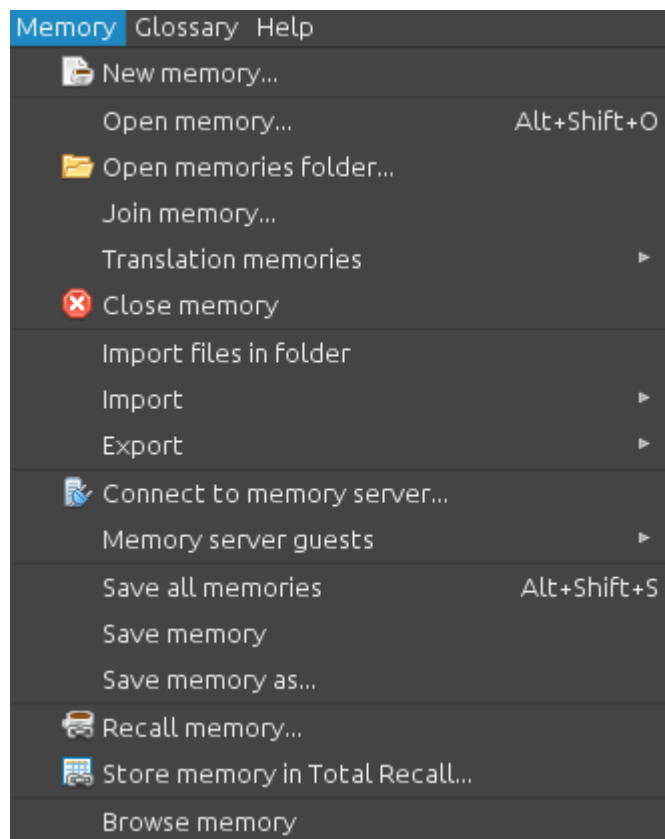 Memory Glossary Help
New memory...
Open memory... Alt+Shift+O
Open memories folder...
Join memory...
Translation memories
Close memory
Import files in folder
Import
Export
Connect to memory server...
Memory server guests
Save all memories Alt+Shift+S
Save memory
Save memory as...
Recall memory...
Store memory in Total Recall...
Browse memory